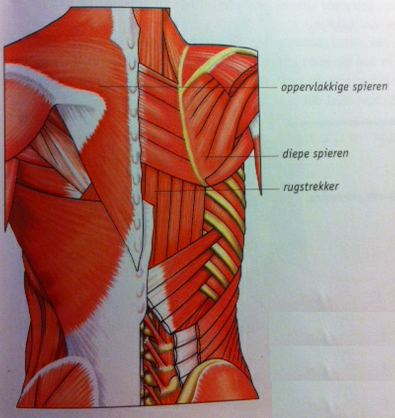 oppervlakkige spieren
diepe spieren
rugstrekker